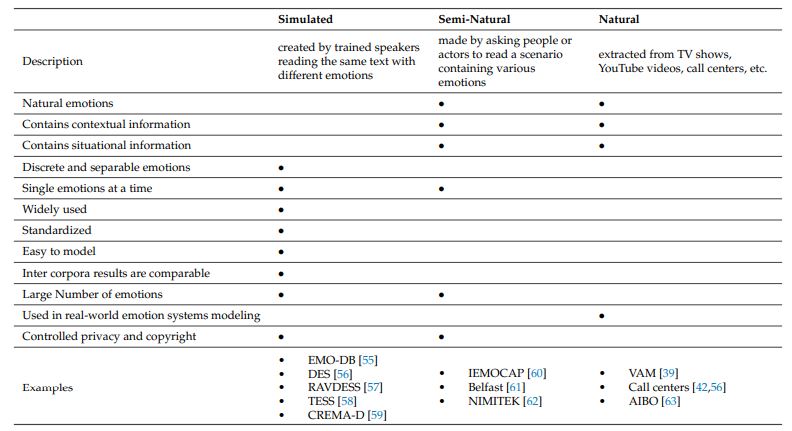 Simulated Semi-Natural Natural
Description
created by trained speakers
reading the same text with
different emotions
made by asking people or
actors to read a scenario
containing various
emotions
extracted from TV shows,
YouTube videos, call centers, etc.
Natural emotions • •
Contains contextual information • •
Contains situational information • •
Discrete and separable emotions •
Single emotions at a time • •
Widely used •
Standardized •
Easy to model •
Inter corpora results are comparable •
Large Number of emotions • •
Used in real-world emotion systems modeling •
Controlled privacy and copyright • •
Examples
• EMO-DB [55]
• DES [56]
• RAVDESS [57]
• TESS [58]
• CREMA-D [59]
• IEMOCAP [60]
• Belfast [61]
• NIMITEK [62]
• VAM [39]
• Call centers [42,56]
• AIBO [63]